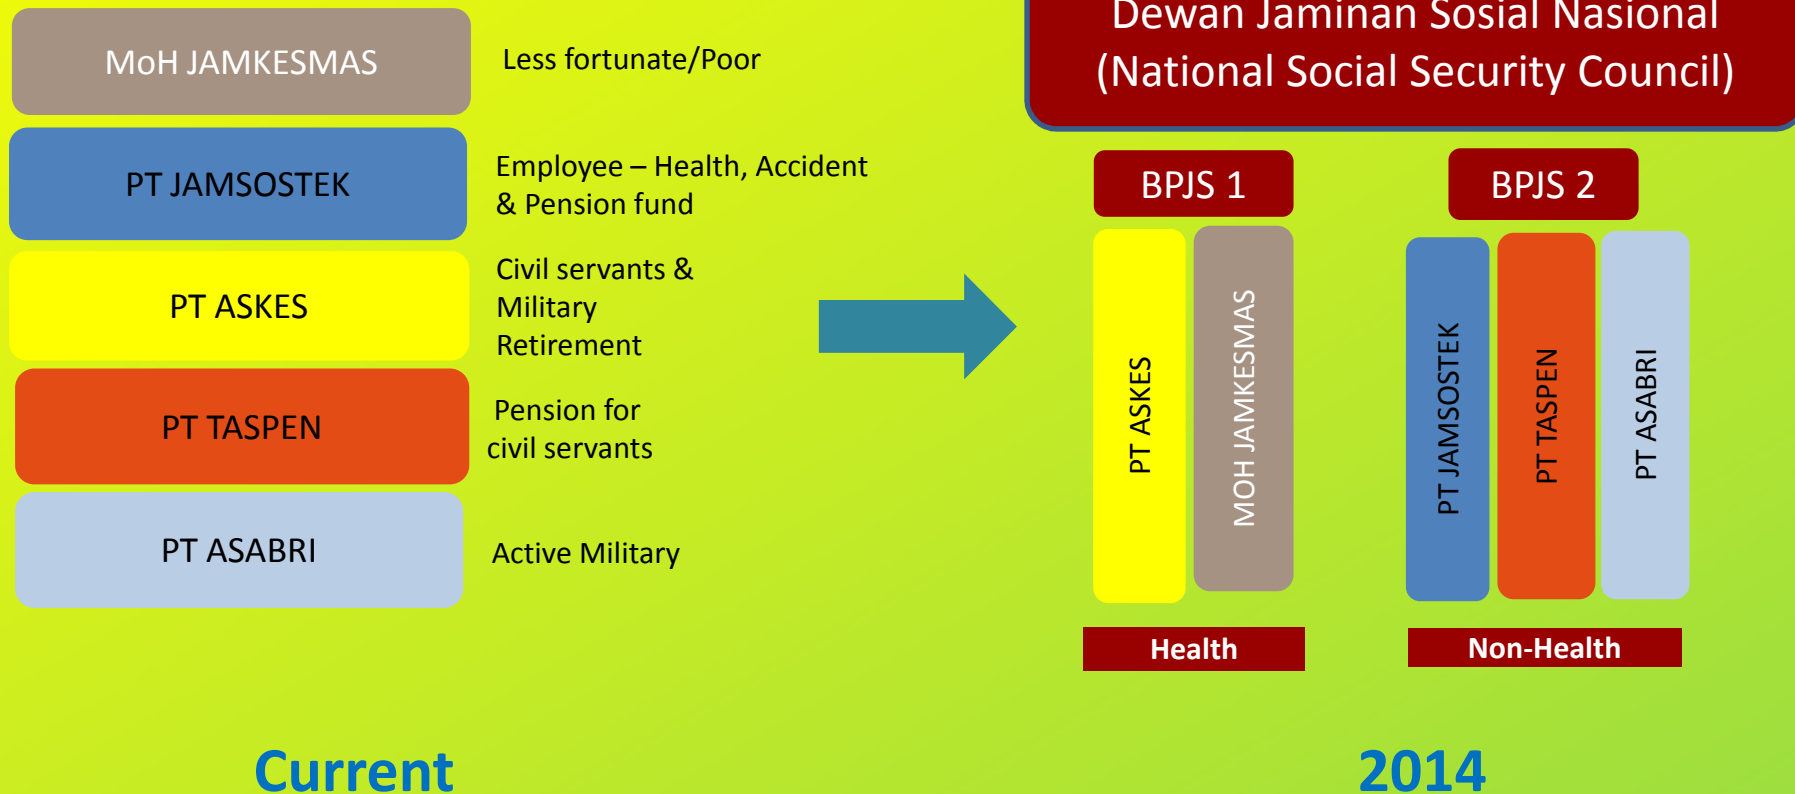 MoH JAMKESMAS
Less fortunate/Poor
PT JAMSOSTEK
Employee – Health, Accident
& Pension fund
PT ASKES
Civil servants &
Military
Retirement
PT TASPEN
Pension for
civil servants
PT ASABRI
Active Military
Current
Dewan Jaminan Sosial Nasional
(National Social Security Council)
BPJS 1
BPJS 2
PT ASKES
MOH JAMKESMAS
PT JAMSOSTEK
PT TASPEN
PT ASABRI
Health
Non-Health
2014